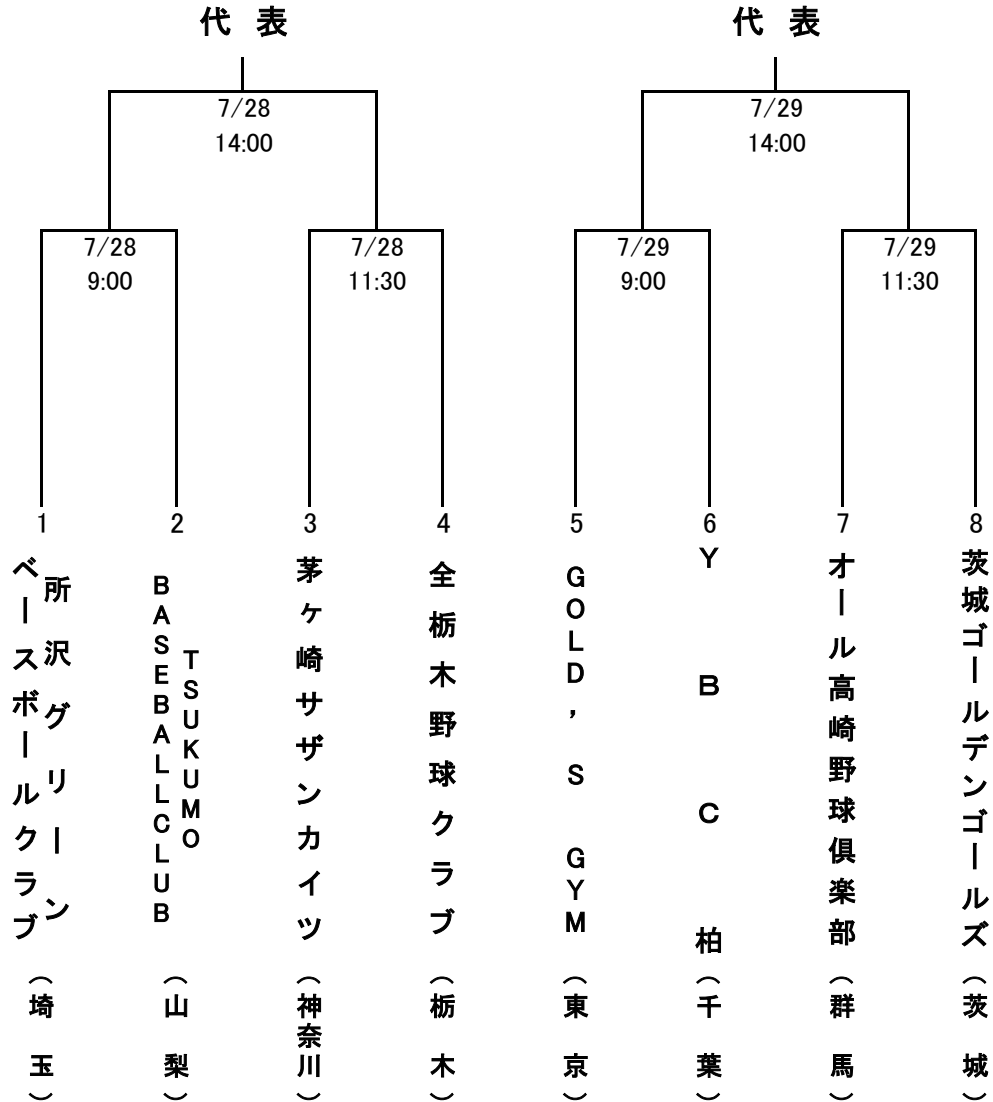 代表
代表
7/28
14:00
7/29
14:00
7/28
9:00
7/28
11:30
7/29
9:00
7/29
11:30
1
2
3
4
5
6
7
8
所沢グリーン
ベースボールクラブ
(埼玉)
TSUKUMO
BASEBALLCLUB
(山梨)
茅ヶ崎サザンカイツ
(神奈川)
全栃木野球クラブ
(栃木)
GOLD'S GYM
(東京)
YBC柏
(千葉)
オール高崎野球倶楽部
(群馬)
茨城ゴールデンゴールズ
(茨城)